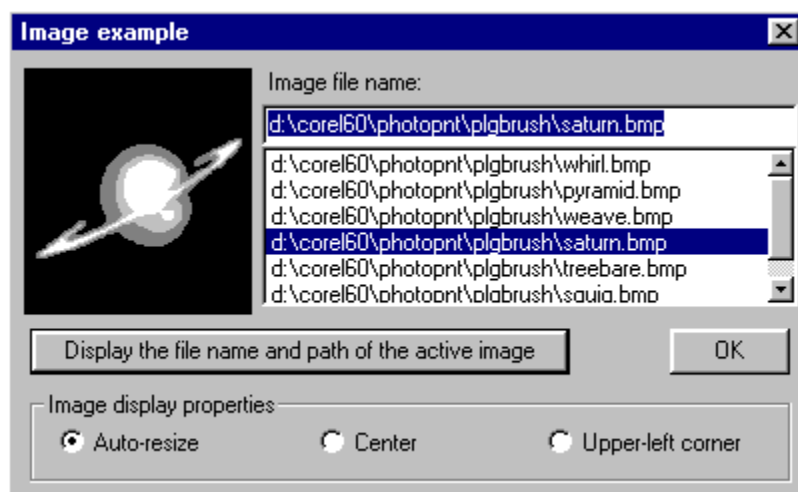 Image example
Image file name:
d:\corel60\photopnt\plgbrush\saturn.bmp
d:\corel60\photopnt\plgbrush\whirl.bmp
d:\corel60\photopnt\plgbrush\pyramid.bmp
d:\corel60\photopnt\plgbrush\weave.bmp
d:\corel60\photopnt\plgbrush\saturn.bmp
d:\corel60\photopnt\plgbrush\treebare.bmp
d:\corel60\photopnt\plgbrush\squig.bmp
Display the file name and path of the active image
OK
Image display properties
Auto-resize
Center
Upper-left corner